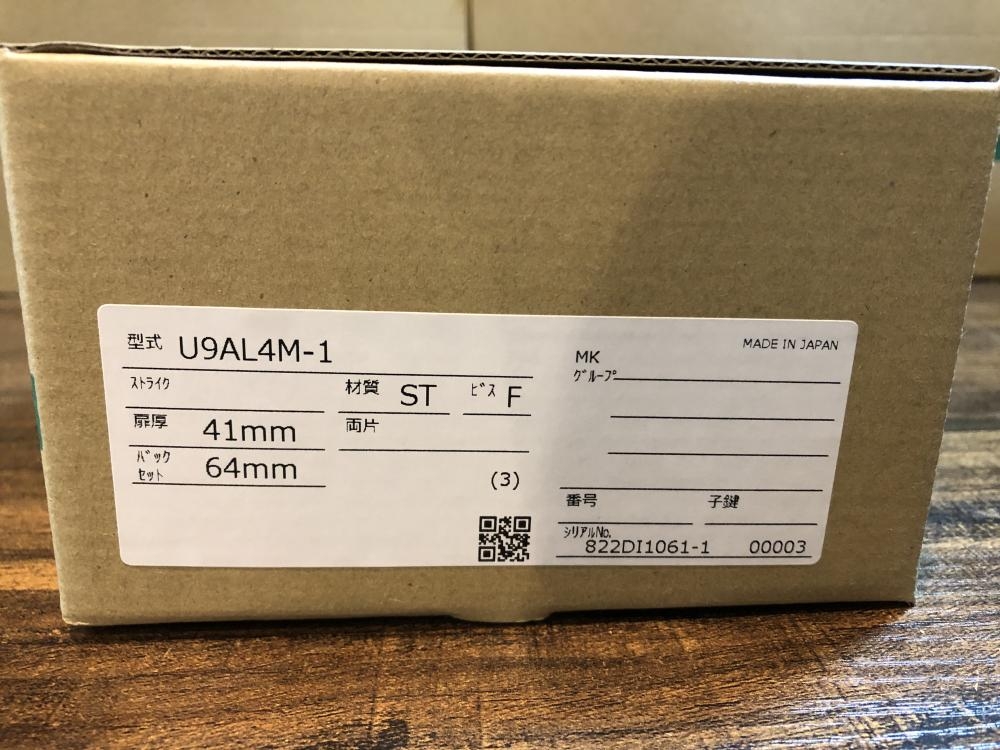 型式 U9AL4M-1
ストライク
材質 ST ビス F
扉厚 41mm
両片
バック
セット 64mm
(3)
MADE IN JAPAN
MK
グループ
番号 子鍵
シリアルNo.
822DI1061-1 00003